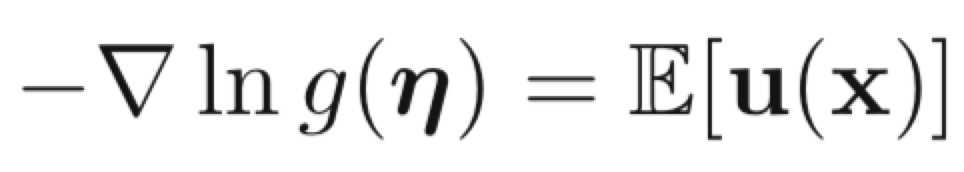 −∇ ln g(𝛈) = 𝔼[𝐮(𝐱)]